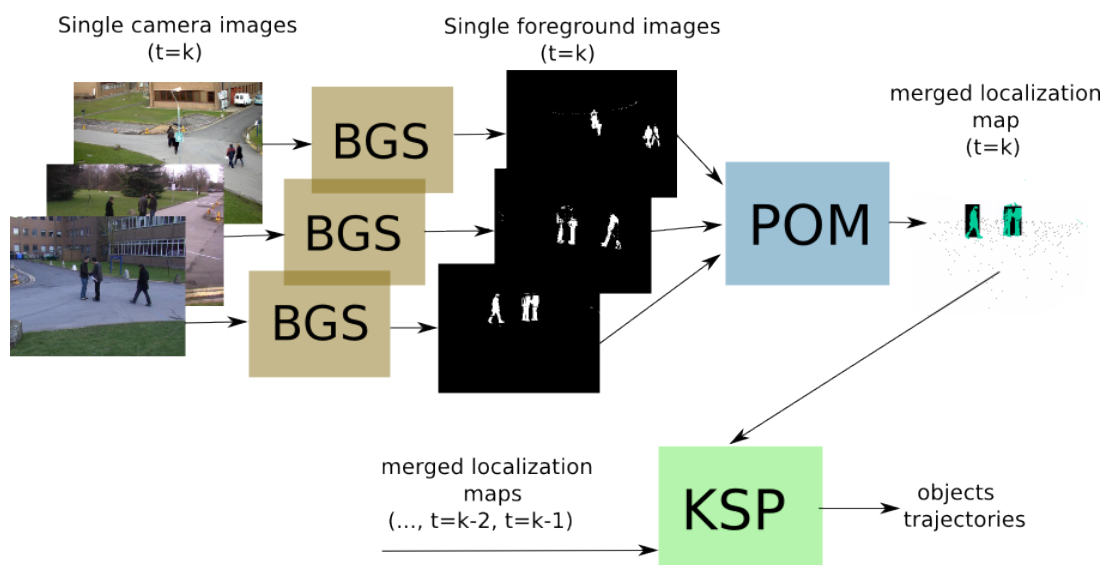 Single camera images
(t=k)
Single foreground images
(t=k)
merged localization
map
(t=k)
BGS
BGS
BGS
POM
merged localization
maps
(..., t=k-2, t=k-1)
KSP
objects
trajectories